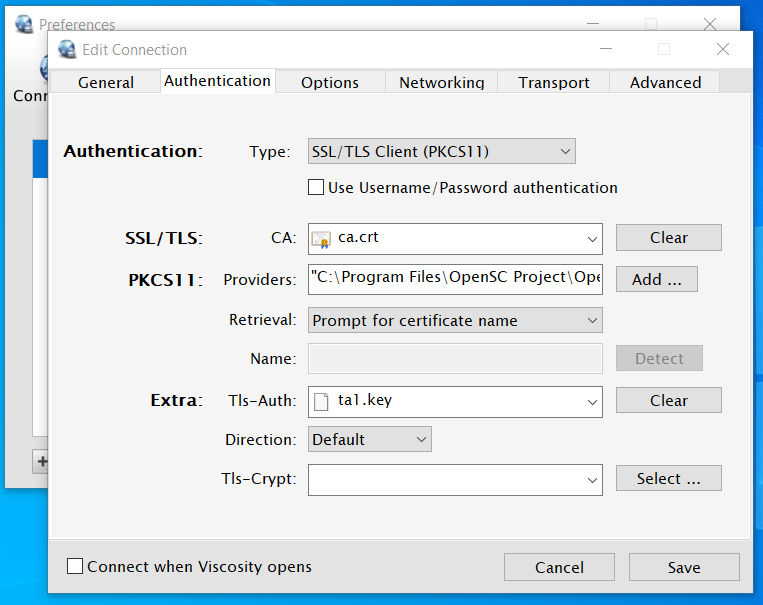 Preferences
Edit Connection
General Authentication Options Networking Transport Advanced
Authentication: Type: SSL/TLS Client (PKCS11)
Use Username/Password authentication
SSL/TLS: CA: ca.crt Clear
PKCS11: Providers: "C:\Program Files\OpenSC Project\Ope Add ...
Retrieval: Prompt for certificate name
Name: Detect
Extra: Tls-Auth: ta1.key Clear
Direction: Default
Tls-Crypt: Select ...
Connect when Viscosity opens Cancel Save